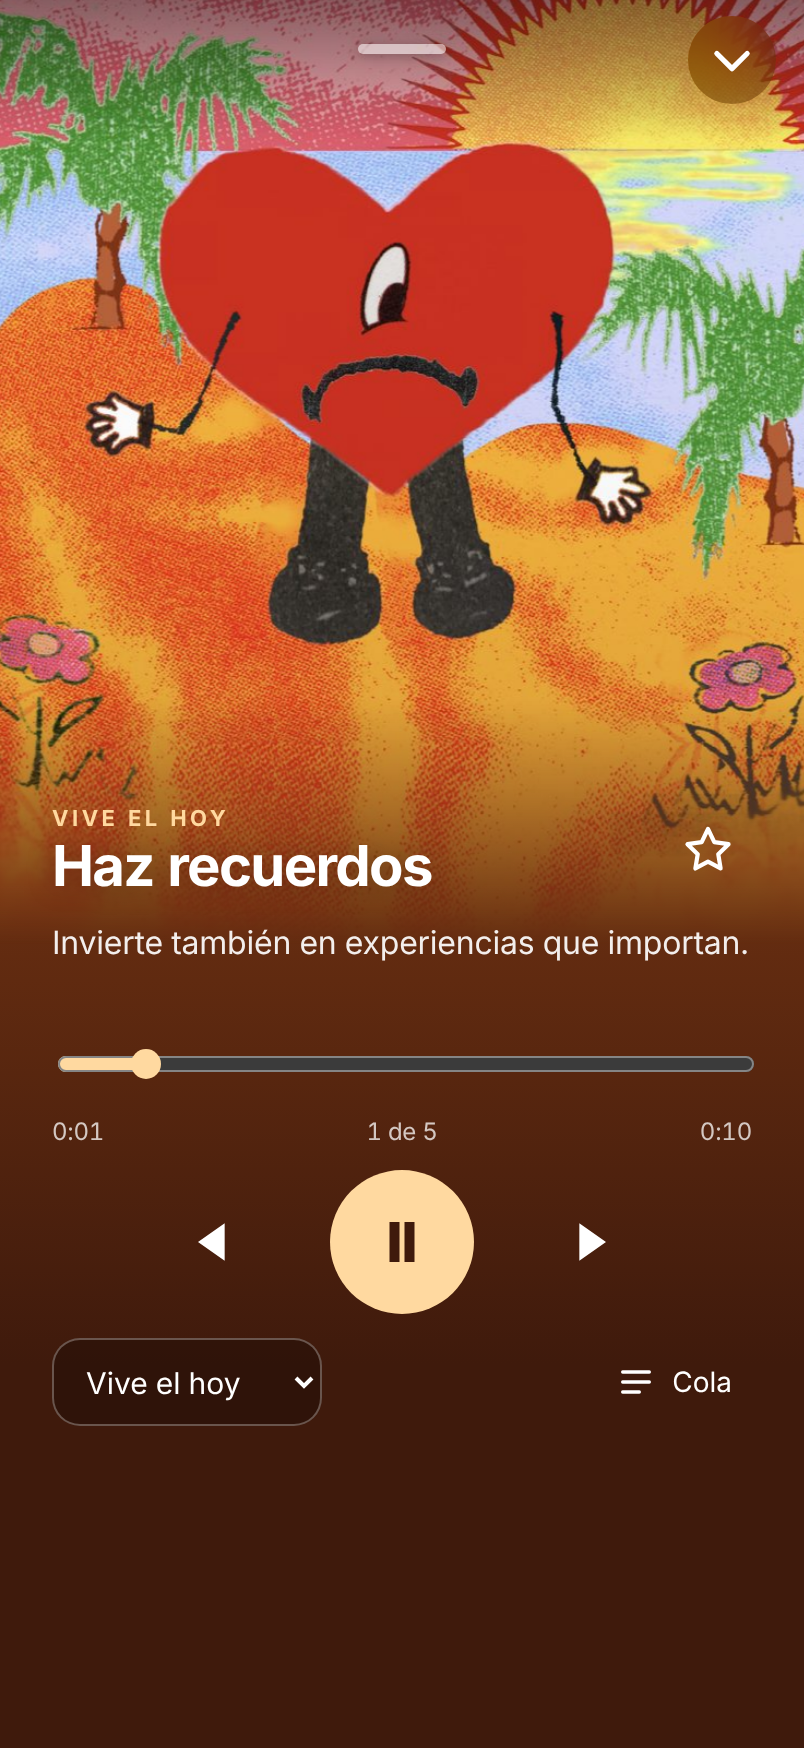 VIVE EL HOY
Haz recuerdos
Invierte también en experiencias que importan.
0:01 1 de 5 0:10
Vive el hoy Cola